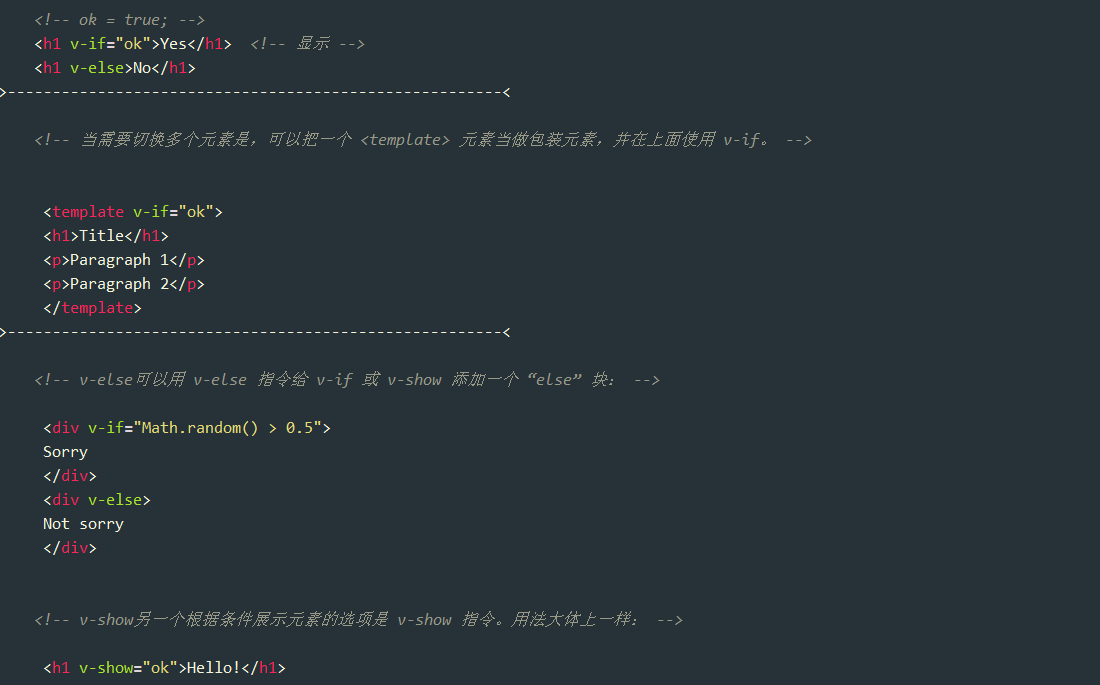 <!-- ok = true; -->
<h1 v-if="ok">Yes</h1>  <!-- 显示 -->
<h1 v-else>No</h1>
>-------------------------------------------------------<
<!-- 当需要切换多个元素是，可以把一个 <template> 元素当做包装元素，并在上面使用 v-if。 -->
<template v-if="ok">
<h1>Title</h1>
<p>Paragraph 1</p>
<p>Paragraph 2</p>
</template>
>-------------------------------------------------------<
<!-- v-else可以用 v-else 指令给 v-if 或 v-show 添加一个 “else” 块： -->
<div v-if="Math.random() > 0.5">
Sorry
</div>
<div v-else>
Not sorry
</div>
<!-- v-show另一个根据条件展示元素的选项是 v-show 指令。用法大体上一样： -->
<h1 v-show="ok">Hello!</h1>